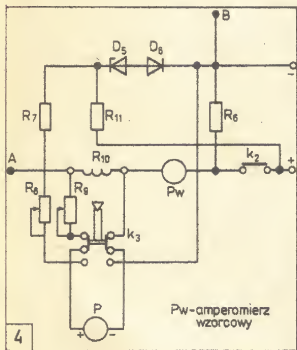 B
D5 D6
-
R7 R11 R6
A R10 k2 +
Pw
R8 R9
k3
+ P -
Pw-amperomierz
wzorcowy
4